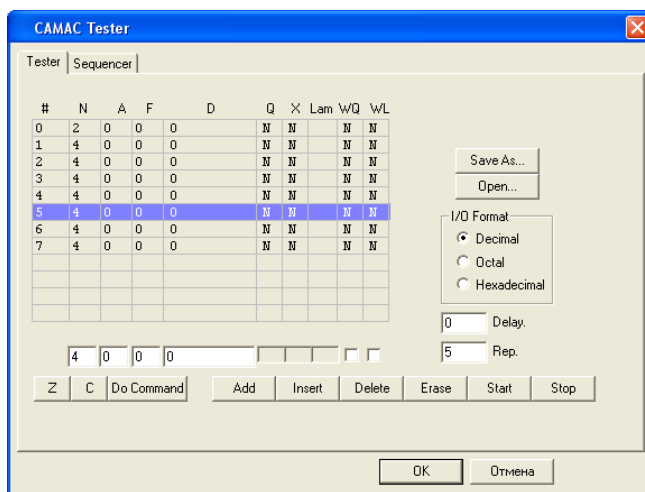 CAMAC Tester
Tester Sequencer
# N A F D Q X Lam WQ WL
0 2 0 0 0 N N N N
1 4 0 0 0 N N N N
2 4 0 0 0 N N N N
3 4 0 0 0 N N N N
4 4 0 0 0 N N N N
5 4 0 0 0 N N N N
6 4 0 0 0 N N N N
7 4 0 0 0 N N N N
Save As...
Open...
I/O Format
Decimal
Octal
Hexadecimal
0 Delay.
5 Rep.
4 0 0 0
Z C Do Command Add Insert Delete Erase Start Stop
OK Отмена